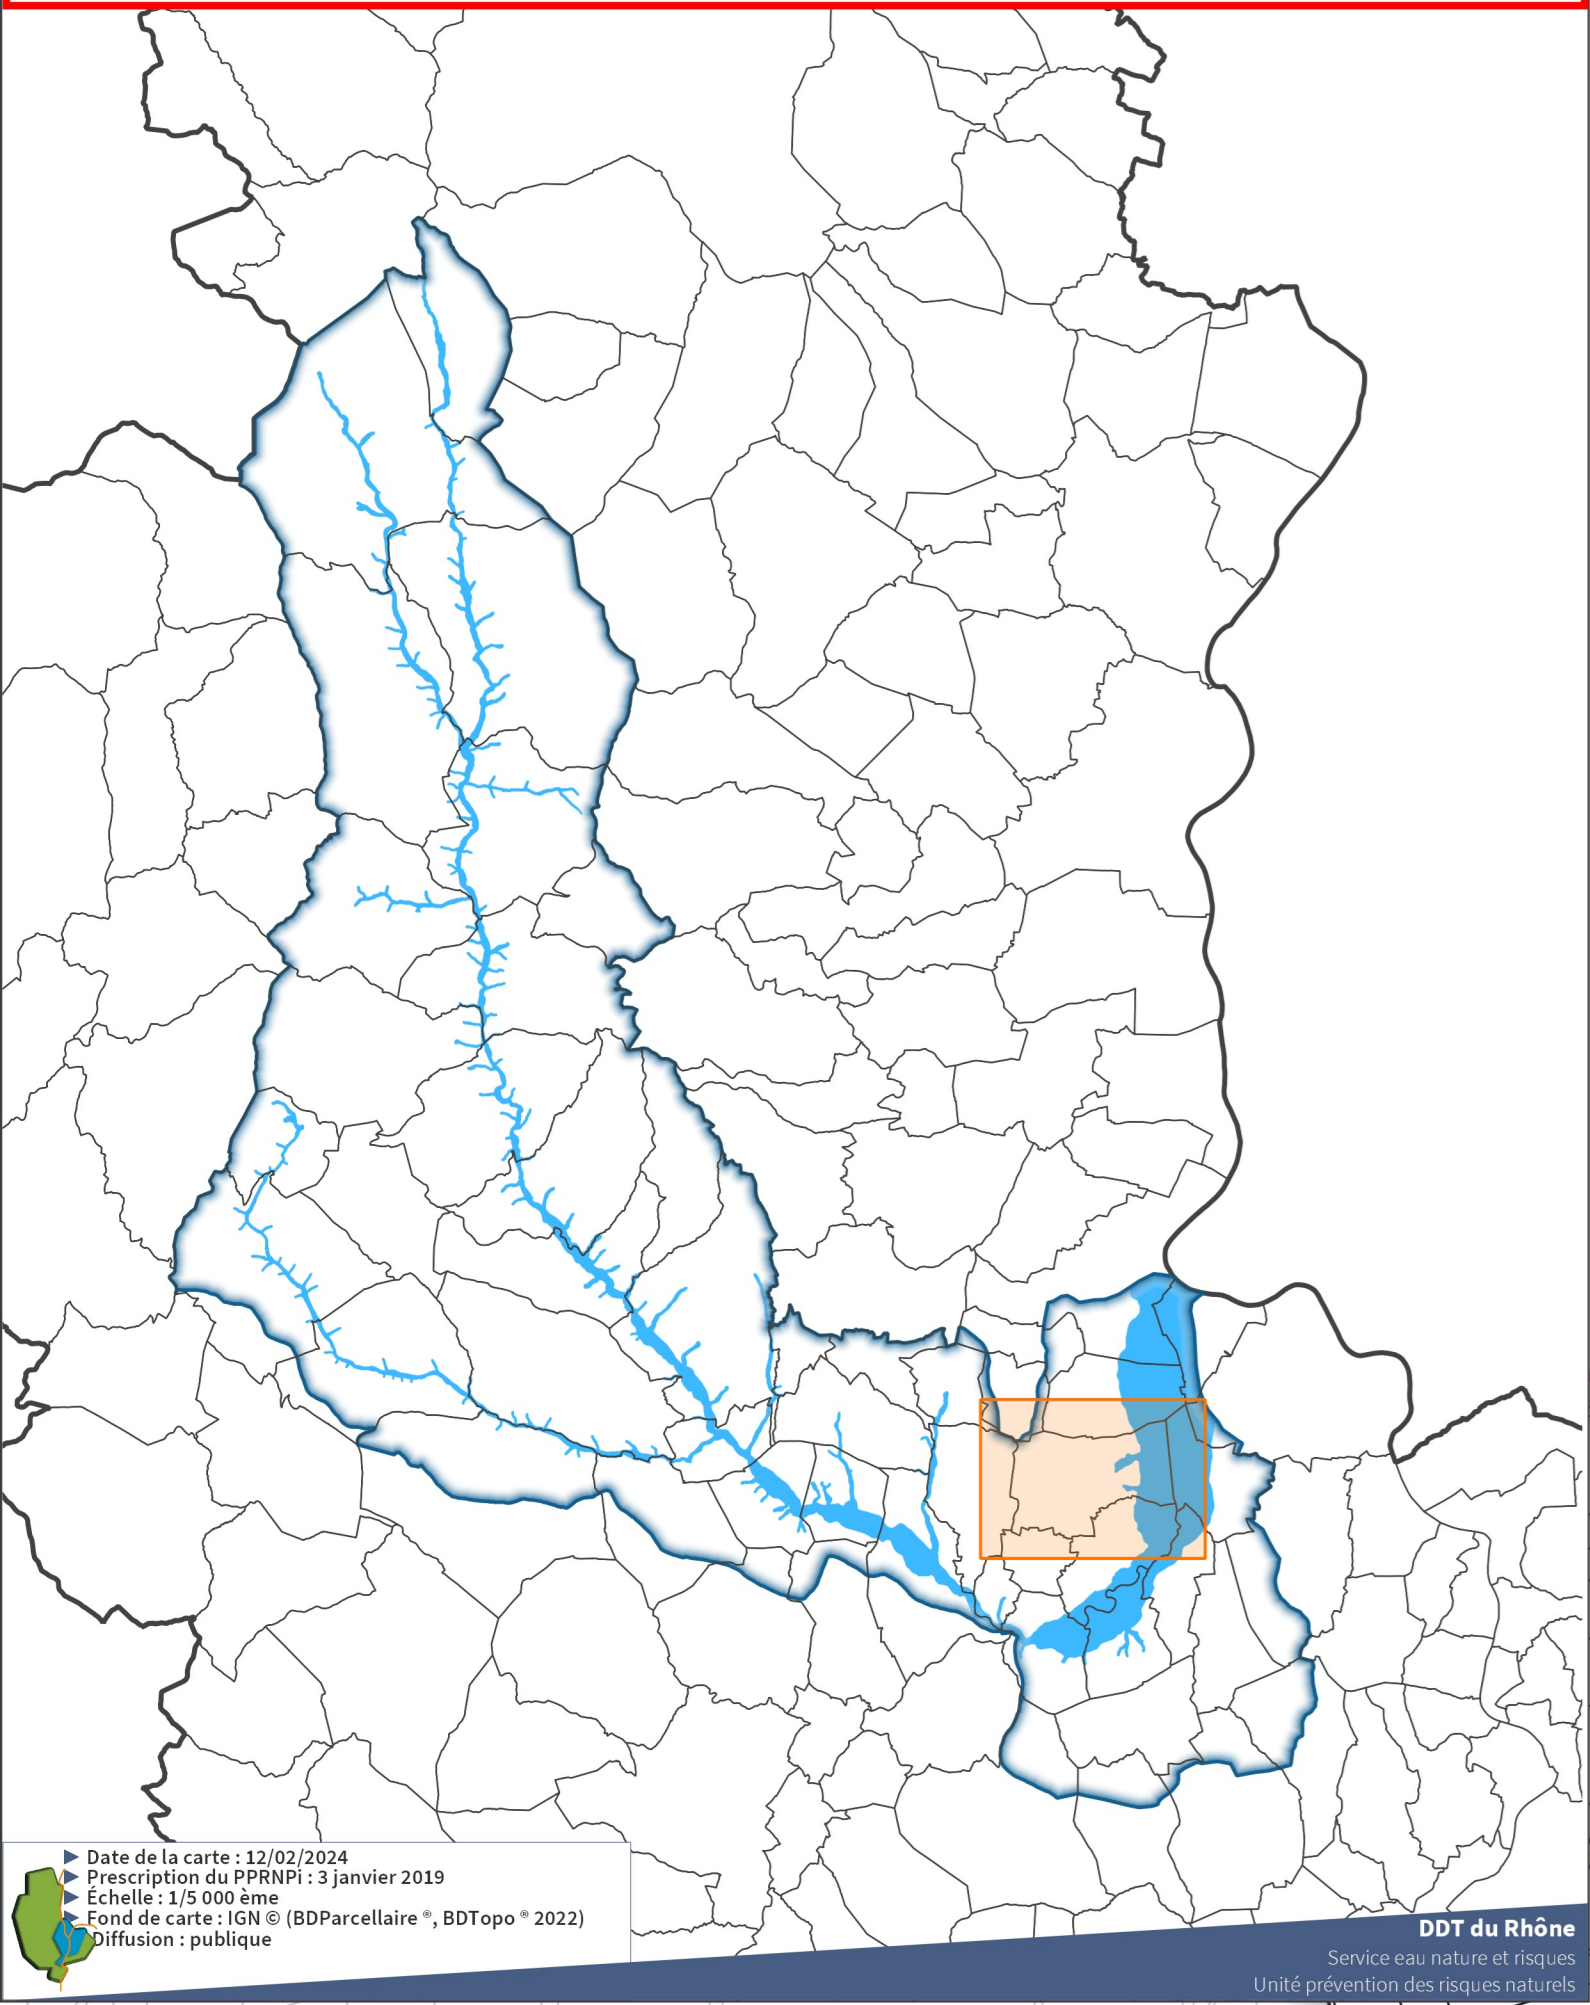 Date de la carte : 12/02/2024
Prescription du PPRNPi : 3 janvier 2019
Échelle : 1/5 000 ème
Fond de carte : IGN © (BDParcellaire ®, BDTopo ® 2022)
Diffusion : publique
DDT du Rhône
Service eau nature et risques
Unité prévention des risques naturels